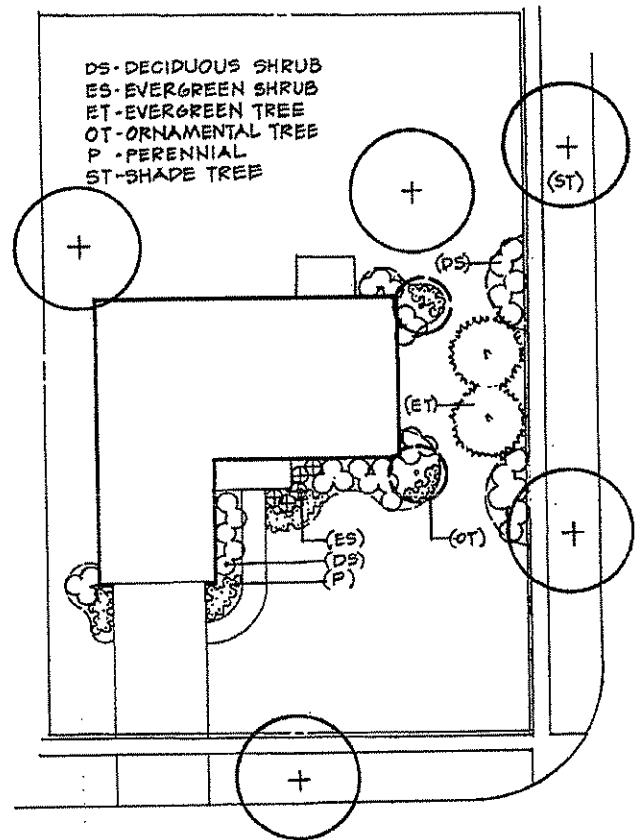 DS-DECIDUOUS SHRUB
ES-EVERGREEN SHRUB
ET-EVERGREEN TREE
OT-ORNAMENTAL TREE
P -PERENNIAL
ST-SHADE TREE
(ST)
(DS)
(ET)
(ES)
(OT)
(DS)
(P)